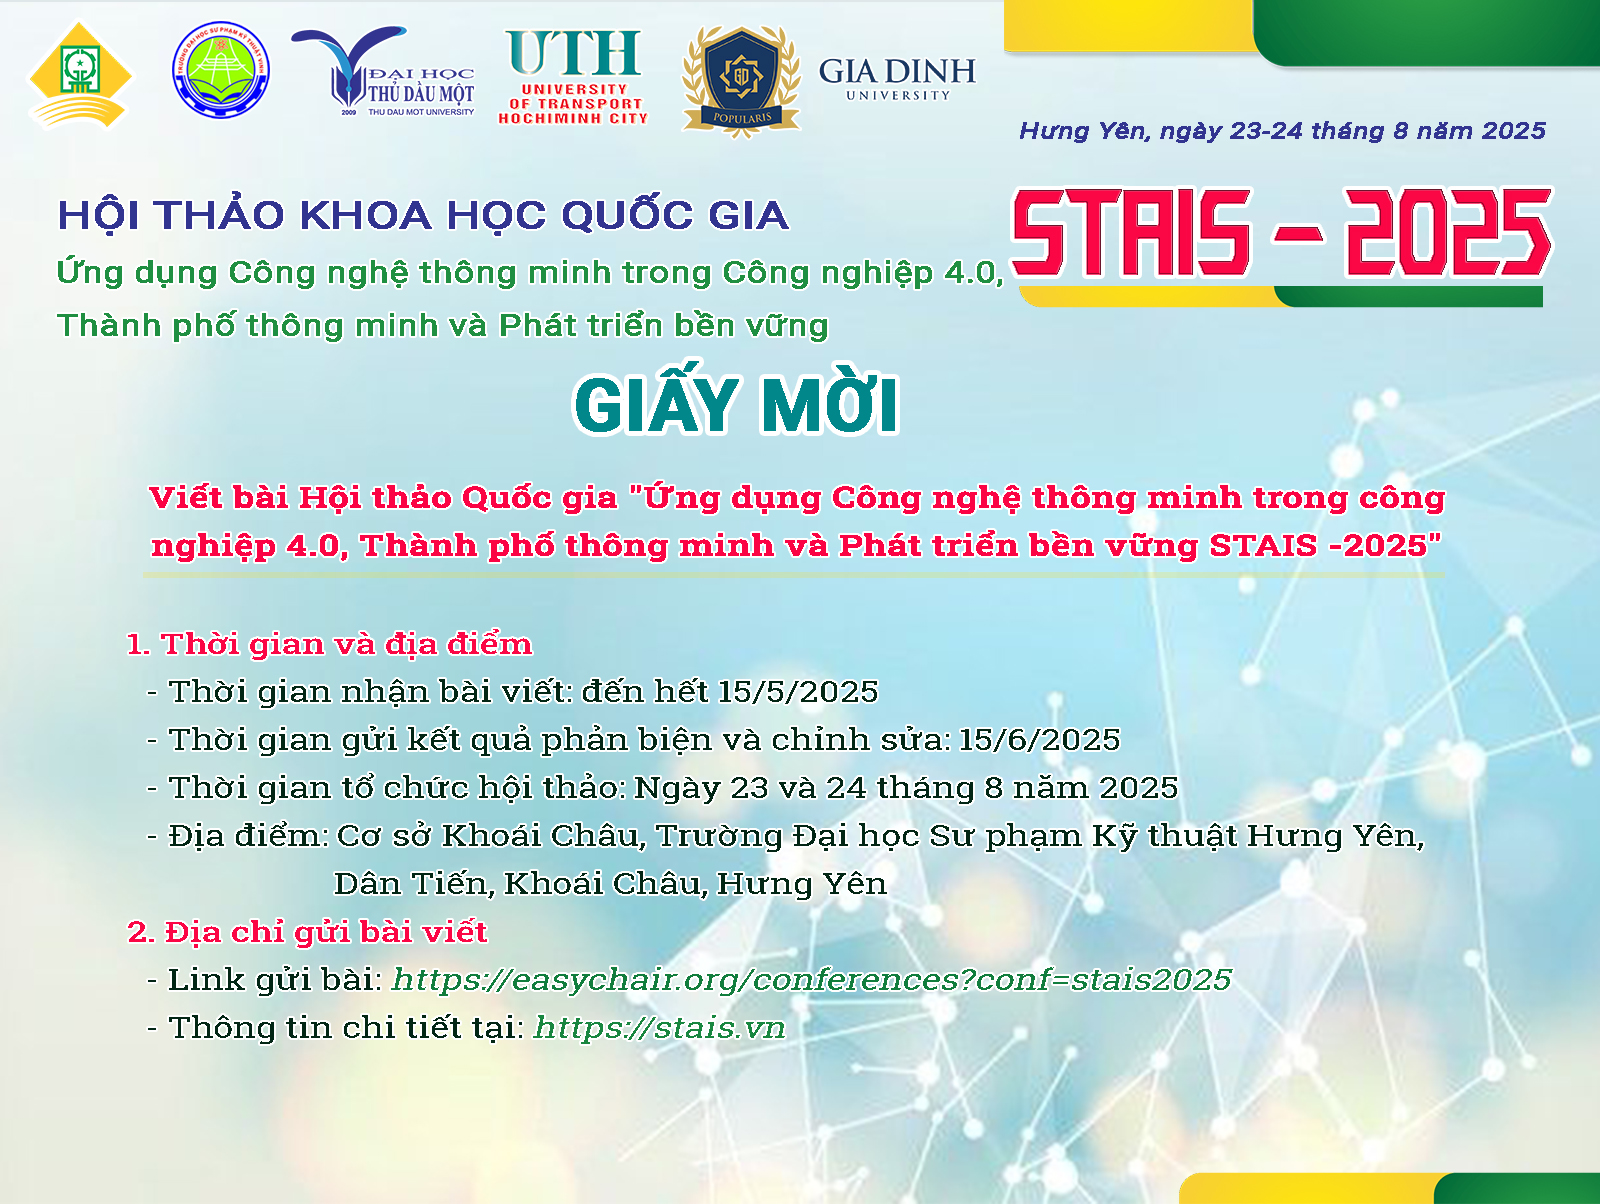 TRƯỜNG ĐẠI HỌC SƯ PHẠM KỸ THUẬT VINH
ĐẠI HỌC
THỦ DẦU MỘT
2009 THU DAU MOT UNIVERSITY
UTH
UNIVERSITY
OF TRANSPORT
HOCHIMINH CITY
GD
POPULARIS
GIA DINH
UNIVERSITY
Hưng Yên, ngày 23-24 tháng 8 năm 2025
HỘI THẢO KHOA HỌC QUỐC GIA
STAIS - 2025
Ứng dụng Công nghệ thông minh trong Công nghiệp 4.0,
Thành phố thông minh và Phát triển bền vững
GIẤY MỜI
Viết bài Hội thảo Quốc gia "Ứng dụng Công nghệ thông minh trong công
nghiệp 4.0, Thành phố thông minh và Phát triển bền vững STAIS -2025"
1. Thời gian và địa điểm
- Thời gian nhận bài viết: đến hết 15/5/2025
- Thời gian gửi kết quả phản biện và chỉnh sửa: 15/6/2025
- Thời gian tổ chức hội thảo: Ngày 23 và 24 tháng 8 năm 2025
- Địa điểm: Cơ sở Khoái Châu, Trường Đại học Sư phạm Kỹ thuật Hưng Yên,
Dân Tiến, Khoái Châu, Hưng Yên
2. Địa chỉ gửi bài viết
- Link gửi bài: https://easychair.org/conferences?conf=stais2025
- Thông tin chi tiết tại: https://stais.vn